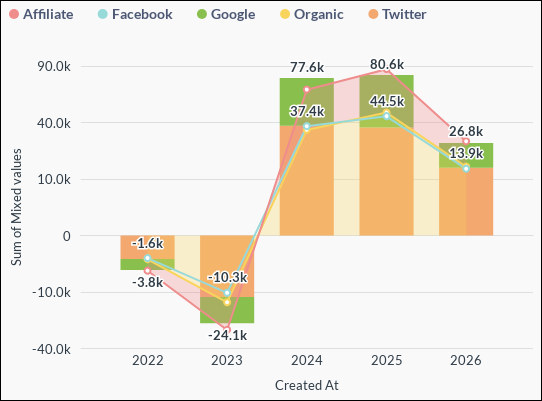 Affiliate Facebook Google Organic Twitter
90.0k
40.0k
10.0k
0
-10.0k
-40.0k
Sum of Mixed values
77.6k
80.6k
37.4k
44.5k
26.8k
13.9k
-1.6k
-3.8k
-10.3k
-24.1k
2022 2023 2024 2025 2026
Created At